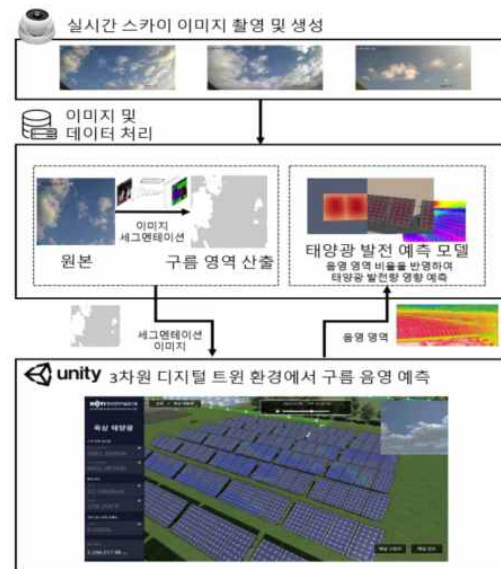 실시간 스카이 이미지 촬영 및 생성
이미지 및
데이터 처리
이미지
세그멘테이션
원본
구름 영역 산출
태양광 발전 예측 모델
음영 영역 비율을 반영하여
태양광 발전량 영향 예측
세그멘테이션
이미지
음영 영역
unity 3차원 디지털 트윈 환경에서 구름 음영 예측
옥상 태양광